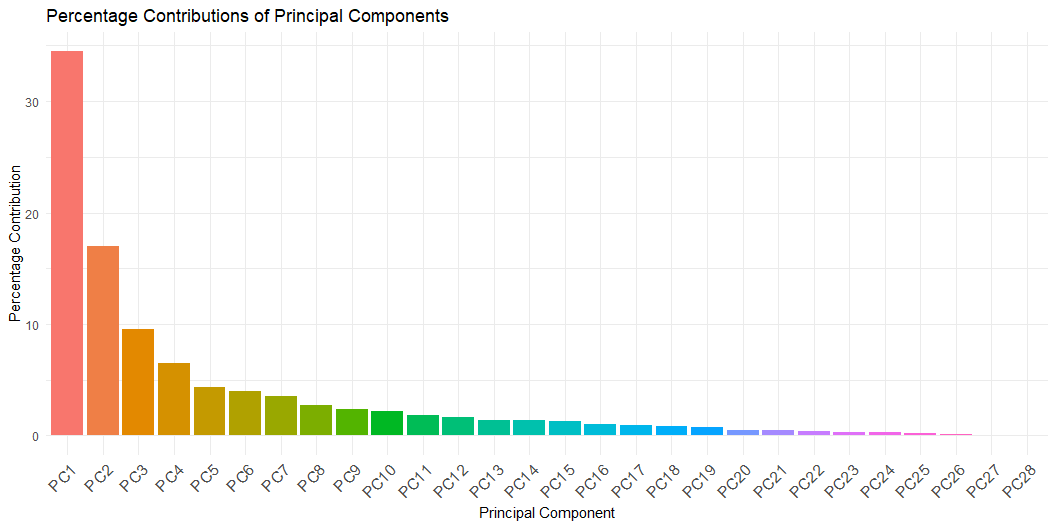 Percentage Contributions of Principal Components
Percentage Contribution
30
20
10
0
PC1
PC2
PC3
PC4
PC5
PC6
PC7
PC8
PC9
PC10
PC11
PC12
PC13
PC14
PC15
PC16
PC17
PC18
PC19
PC20
PC21
PC22
PC23
PC24
PC25
PC26
PC27
PC28
Principal Component